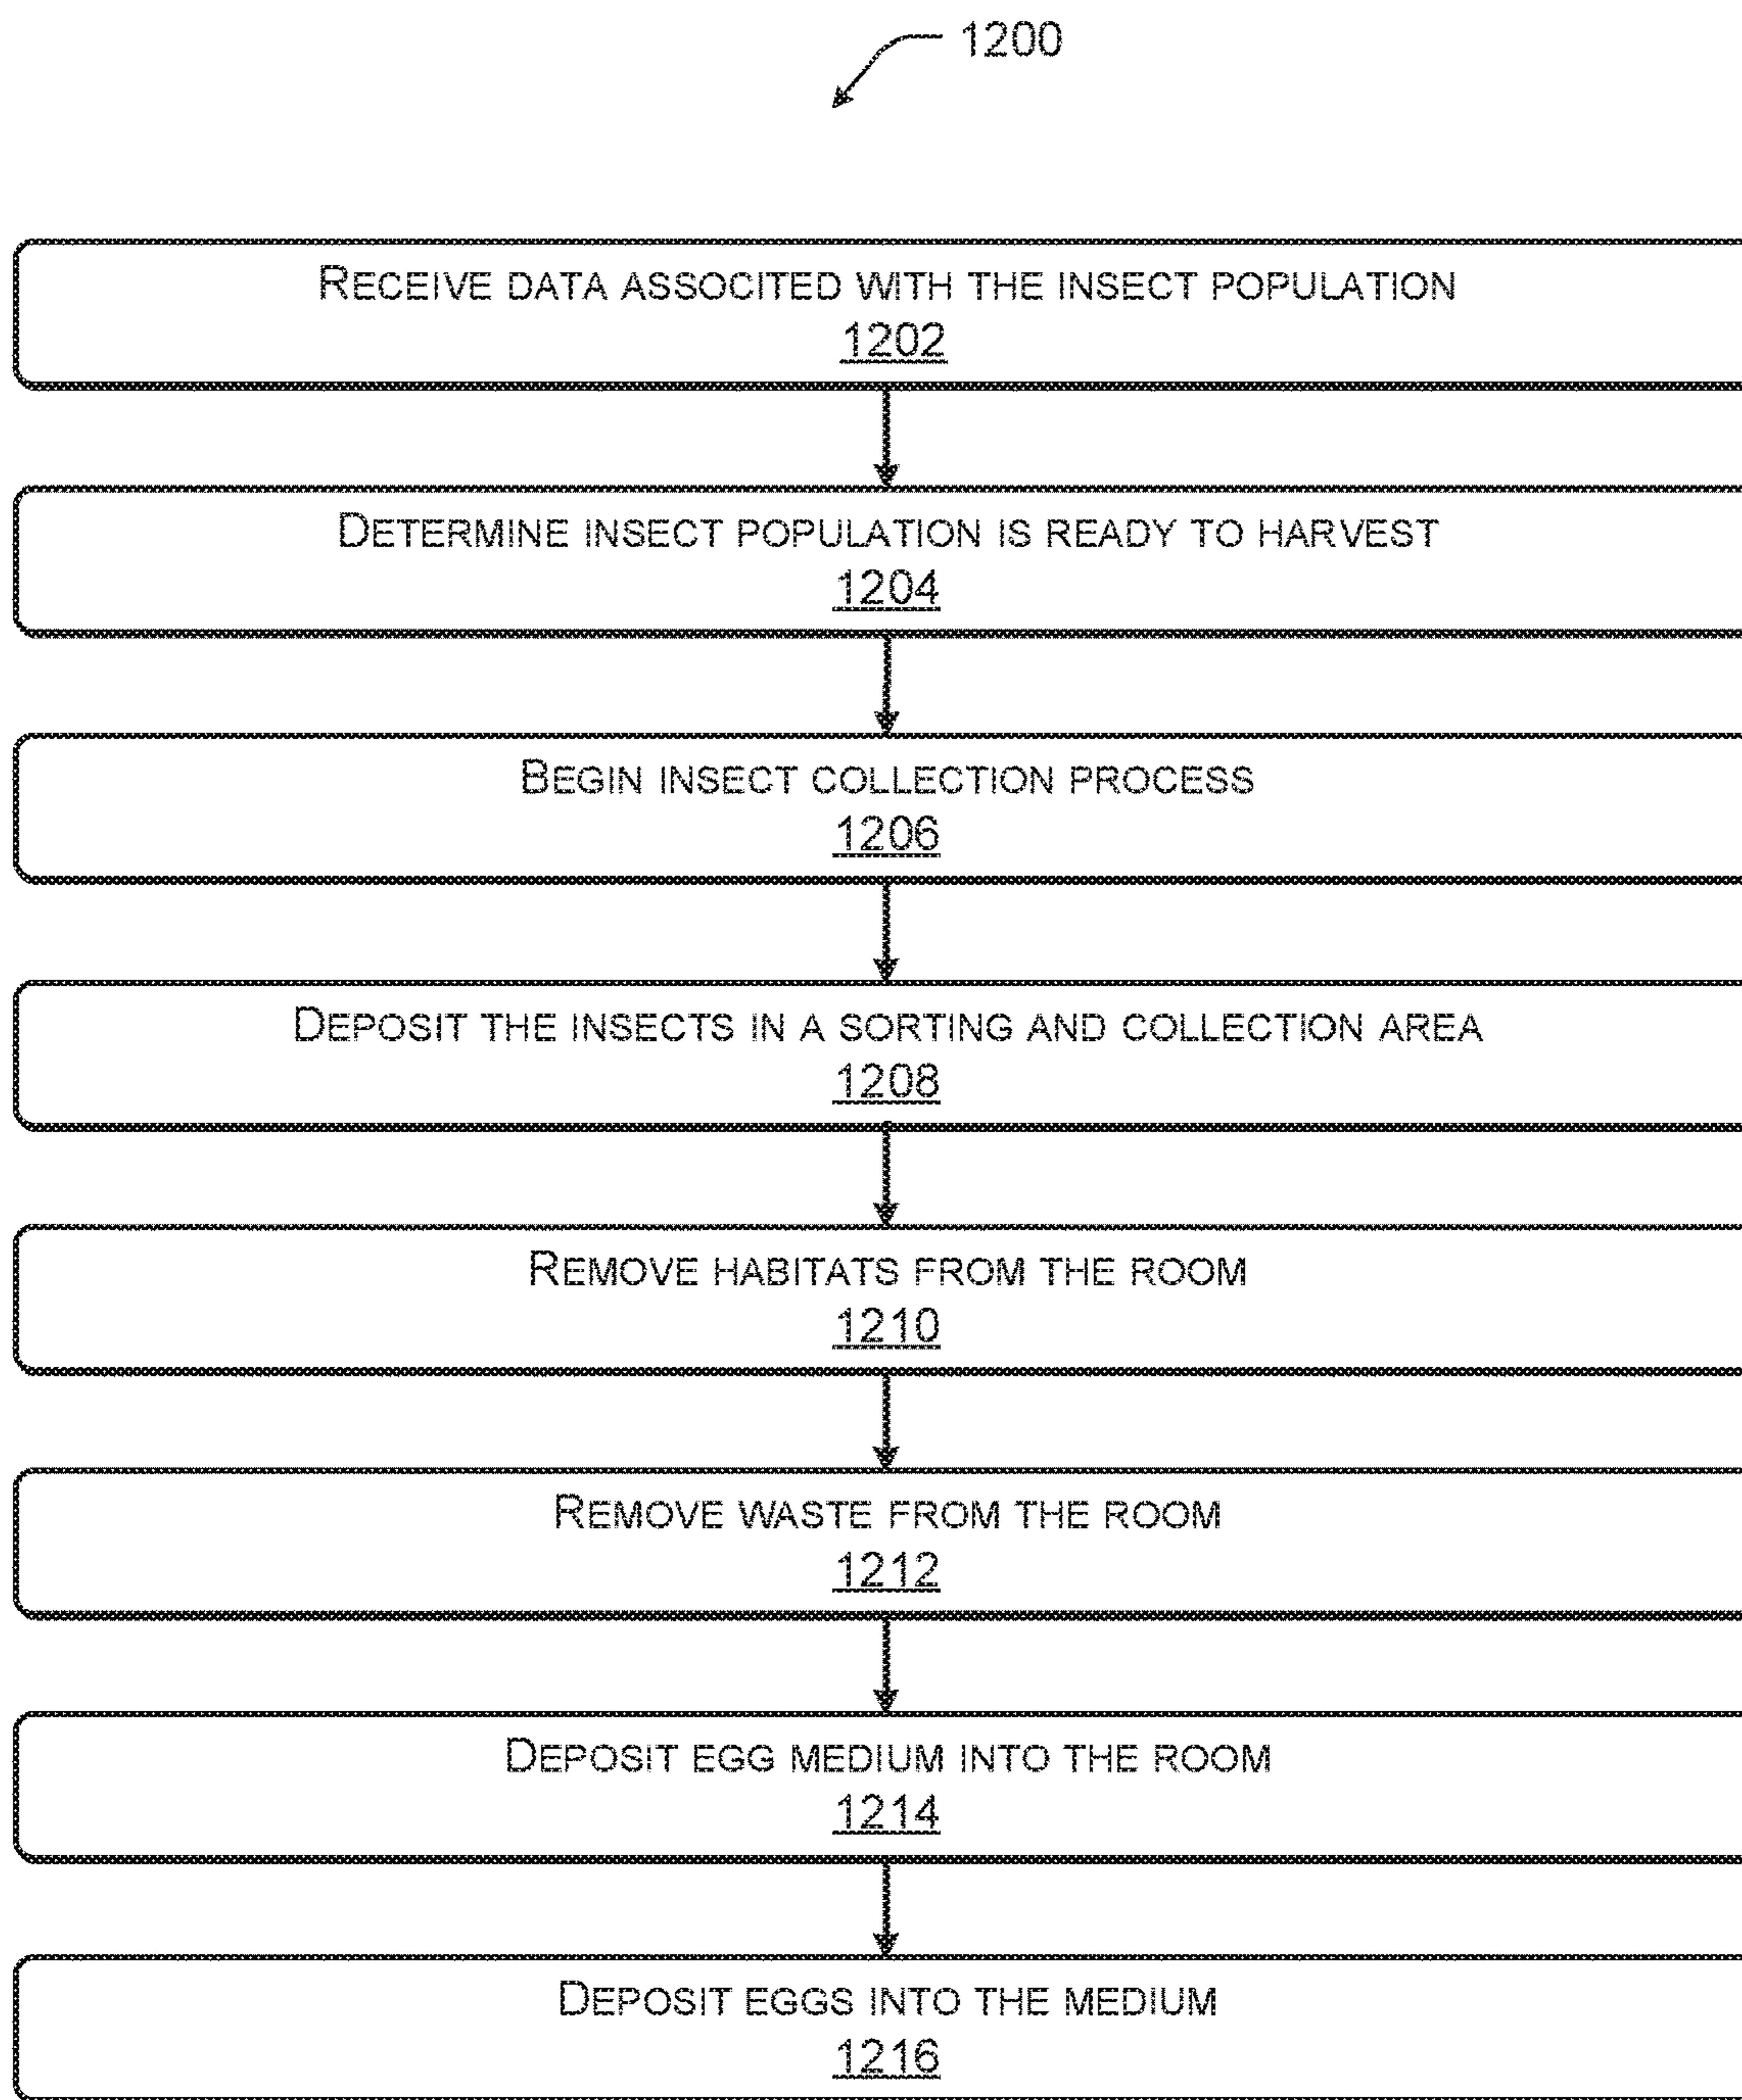 1200
RECEIVE DATA ASSOCITED WITH THE INSECT POPULATION
1202
DETERMINE INSECT POPULATION IS READY TO HARVEST
1204
BEGIN INSECT COLLECTION PROCESS
1206
DEPOSIT THE INSECTS IN A SORTING AND COLLECTION AREA
1208
REMOVE HABITATS FROM THE ROOM
1210
REMOVE WASTE FROM THE ROOM
1212
DEPOSIT EGG MEDIUM INTO THE ROOM
1214
DEPOSIT EGGS INTO THE MEDIUM
1216